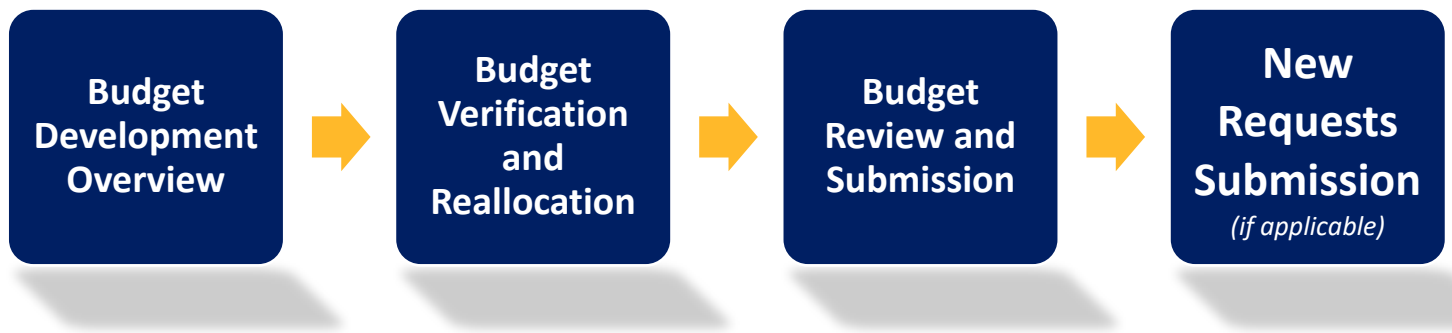 Budget
Development
Overview
Budget
Verification
and
Reallocation
Budget
Review and
Submission
New
Requests
Submission
(if applicable)